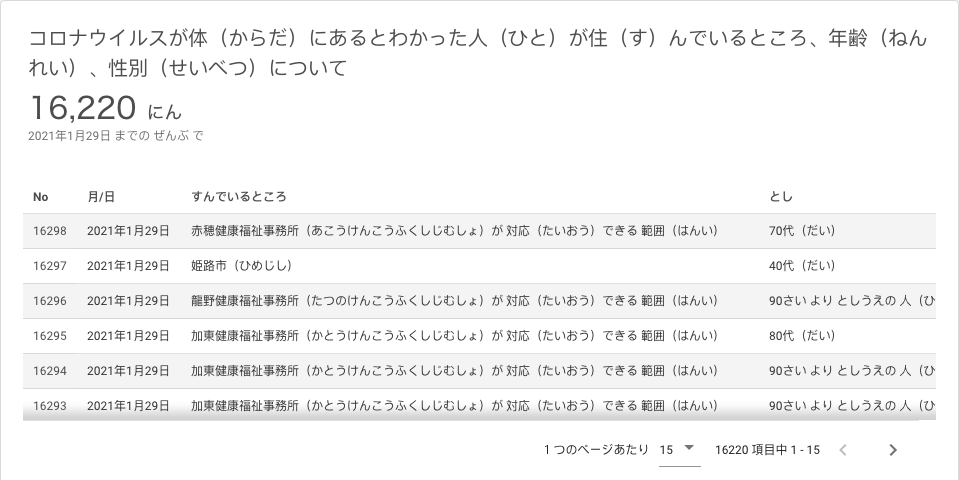 コロナウイルスが体（からだ）にあるとわかった人（ひと）が住（す）んでいるところ、年齢（ねん
れい）、性別（せいべつ）について
16,220 にん
2021年1月29日 までの ぜんぶ で
No 月/日 すんでいるところ とし
16298 2021年1月29日 赤穂健康福祉事務所（あこうけんこうふくしじむしょ）が 対応（たいおう）できる 範囲（はんい） 70代（だい）
16297 2021年1月29日 姫路市（ひめじし） 40代（だい）
16296 2021年1月29日 龍野健康福祉事務所（たつのけんこうふくしじむしょ）が 対応（たいおう）できる 範囲（はんい） 90さい より としうえの 人（ひ
16295 2021年1月29日 加東健康福祉事務所（かとうけんこうふくしじむしょ）が 対応（たいおう）できる 範囲（はんい） 80代（だい）
16294 2021年1月29日 加東健康福祉事務所（かとうけんこうふくしじむしょ）が 対応（たいおう）できる 範囲（はんい） 90さい より としうえの 人（ひ
16293 2021年1月29日 加東健康福祉事務所（かとうけんこうふくしじむしょ）が 対応（たいおう）できる 範囲（はんい） 90さい より としうえの 人（ひ
1 つのページあたり 15 16220 項目中 1 - 15